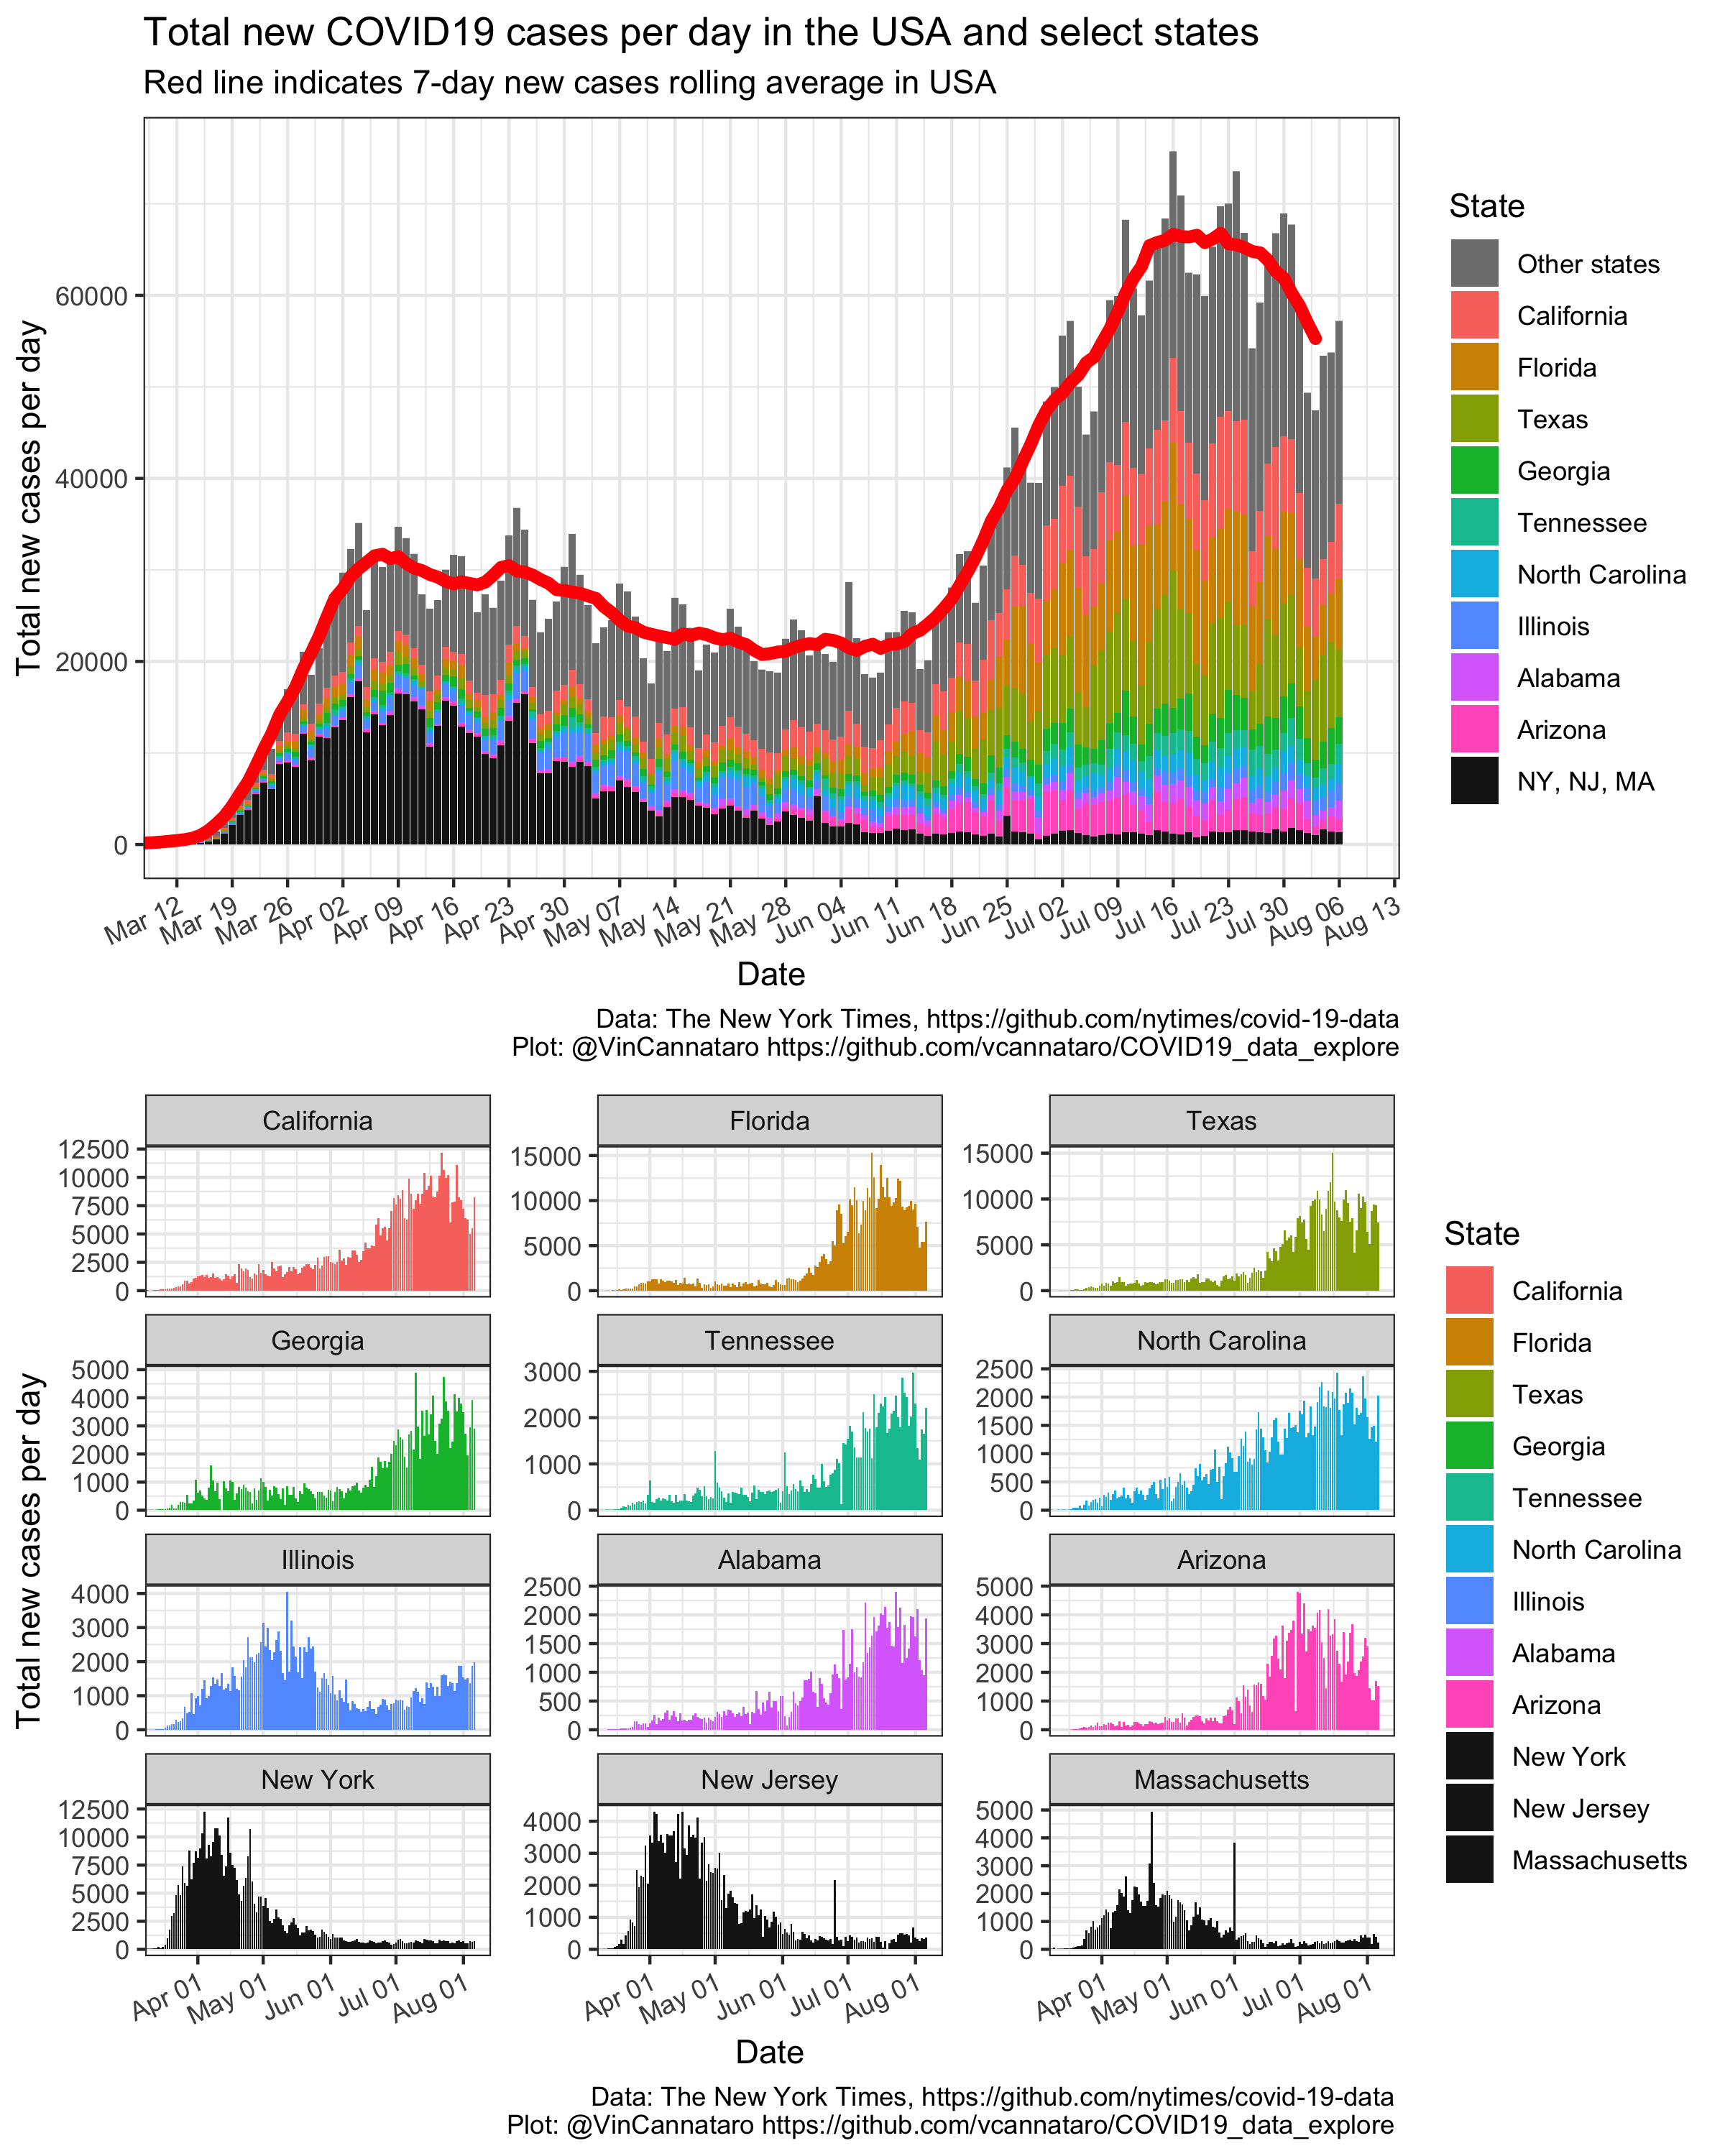 Total new COVID19 cases per day in the USA and select states
Red line indicates 7-day new cases rolling average in USA
Total new cases per day
60000
40000
20000
0
Mar 12
Mar 19
Mar 26
Apr 02
Apr 09
Apr 16
Apr 23
Apr 30
May 07
May 14
May 21
May 28
Jun 04
Jun 11
Jun 18
Jun 25
Jul 02
Jul 09
Jul 16
Jul 23
Jul 30
Aug 06
Aug 13
Date
State
Other states
California
Florida
Texas
Georgia
Tennessee
North Carolina
Illinois
Alabama
Arizona
NY, NJ, MA
Data: The New York Times, https://github.com/nytimes/covid-19-data
Plot: @VinCannataro https://github.com/vcannataro/COVID19_data_explore
Total new cases per day
California
12500
10000
7500
5000
2500
0
Florida
15000
10000
5000
0
Texas
15000
10000
5000
0
Georgia
5000
4000
3000
2000
1000
0
Tennessee
3000
2000
1000
0
North Carolina
2500
2000
1500
1000
500
0
Illinois
4000
3000
2000
1000
0
Alabama
2500
2000
1500
1000
500
0
Arizona
5000
4000
3000
2000
1000
0
New York
12500
10000
7500
5000
2500
0
New Jersey
4000
3000
2000
1000
0
Massachusetts
5000
4000
3000
2000
1000
0
Apr 01
May 01
Jun 01
Jul 01
Aug 01
Apr 01
May 01
Jun 01
Jul 01
Aug 01
Apr 01
May 01
Jun 01
Jul 01
Aug 01
Date
State
California
Florida
Texas
Georgia
Tennessee
North Carolina
Illinois
Alabama
Arizona
New York
New Jersey
Massachusetts
Data: The New York Times, https://github.com/nytimes/covid-19-data
Plot: @VinCannataro https://github.com/vcannataro/COVID19_data_explore